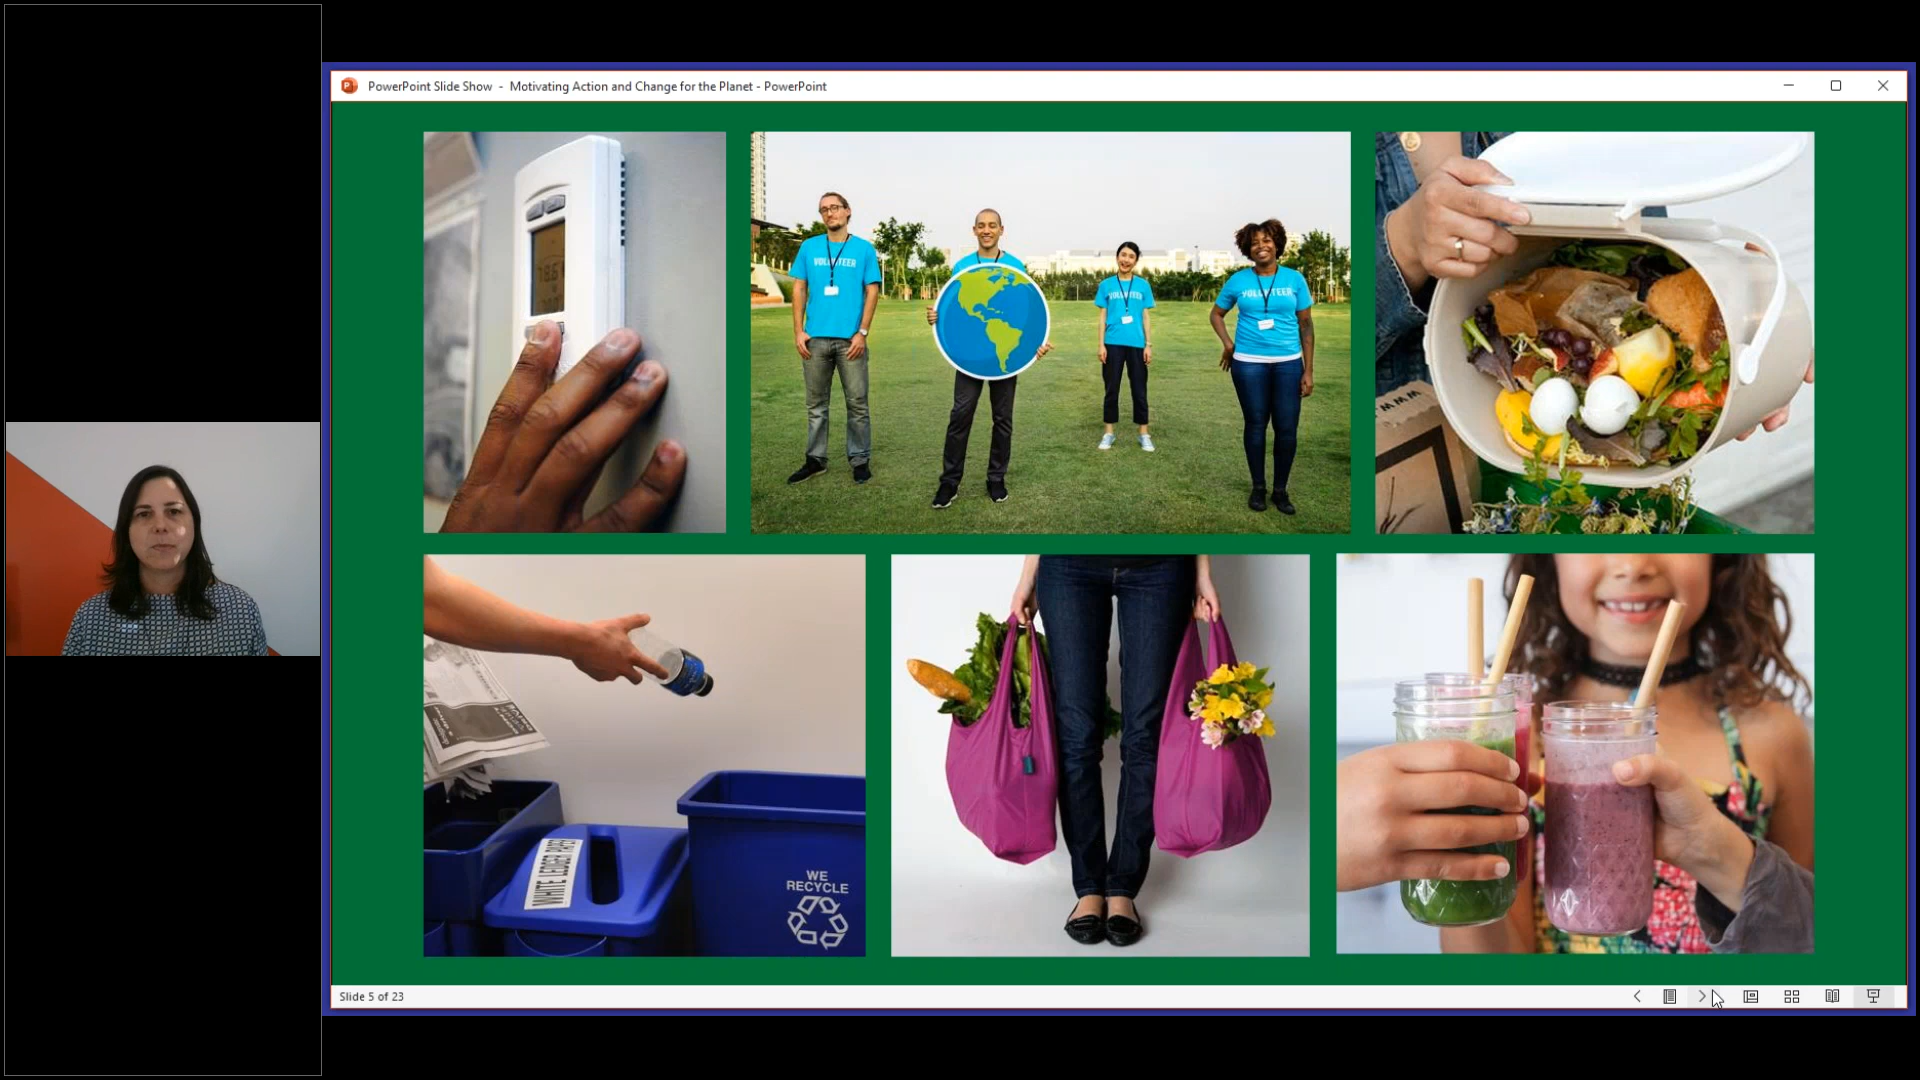 PowerPoint Slide Show - Motivating Action and Change for the Planet - PowerPoint
VOLUNTEER
VOLUNTEER
VOLUNTEER
WHITE LEDGER PAPER
WE
RECYCLE
Slide 5 of 23